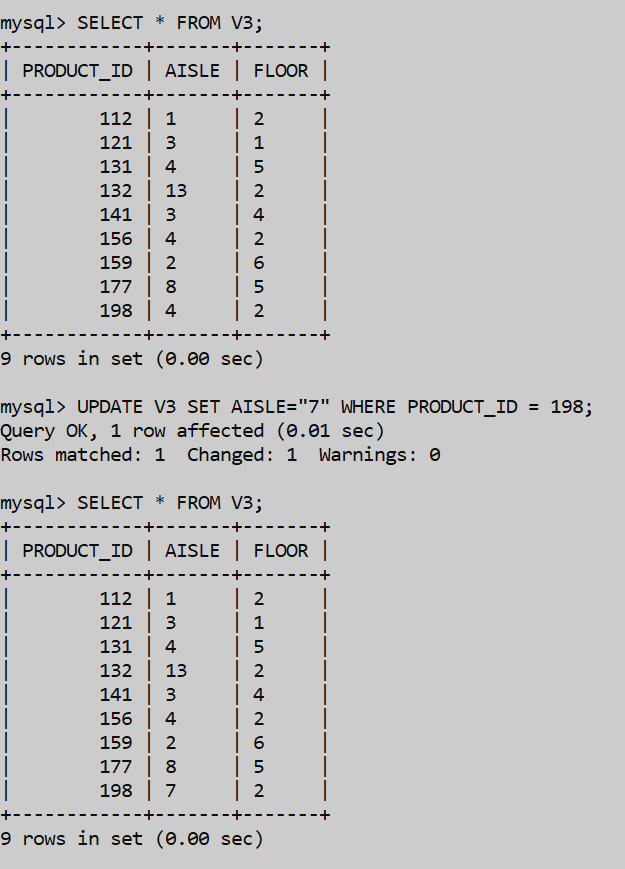 mysql> SELECT * FROM V3;
+------------+-------+-------+
| PRODUCT_ID | AISLE | FLOOR |
+------------+-------+-------+
|        112 | 1     | 2     |
|        121 | 3     | 1     |
|        131 | 4     | 5     |
|        132 | 13    | 2     |
|        141 | 3     | 4     |
|        156 | 4     | 2     |
|        159 | 2     | 6     |
|        177 | 8     | 5     |
|        198 | 4     | 2     |
+------------+-------+-------+
9 rows in set (0.00 sec)

mysql> UPDATE V3 SET AISLE="7" WHERE PRODUCT_ID = 198;
Query OK, 1 row affected (0.01 sec)
Rows matched: 1  Changed: 1  Warnings: 0

mysql> SELECT * FROM V3;
+------------+-------+-------+
| PRODUCT_ID | AISLE | FLOOR |
+------------+-------+-------+
|        112 | 1     | 2     |
|        121 | 3     | 1     |
|        131 | 4     | 5     |
|        132 | 13    | 2     |
|        141 | 3     | 4     |
|        156 | 4     | 2     |
|        159 | 2     | 6     |
|        177 | 8     | 5     |
|        198 | 7     | 2     |
+------------+-------+-------+
9 rows in set (0.00 sec)